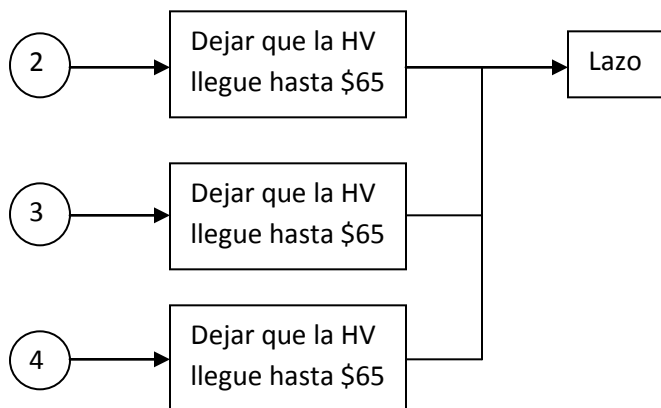 2
Dejar que la HV
llegue hasta $65
Lazo
3
Dejar que la HV
llegue hasta $65
4
Dejar que la HV
llegue hasta $65